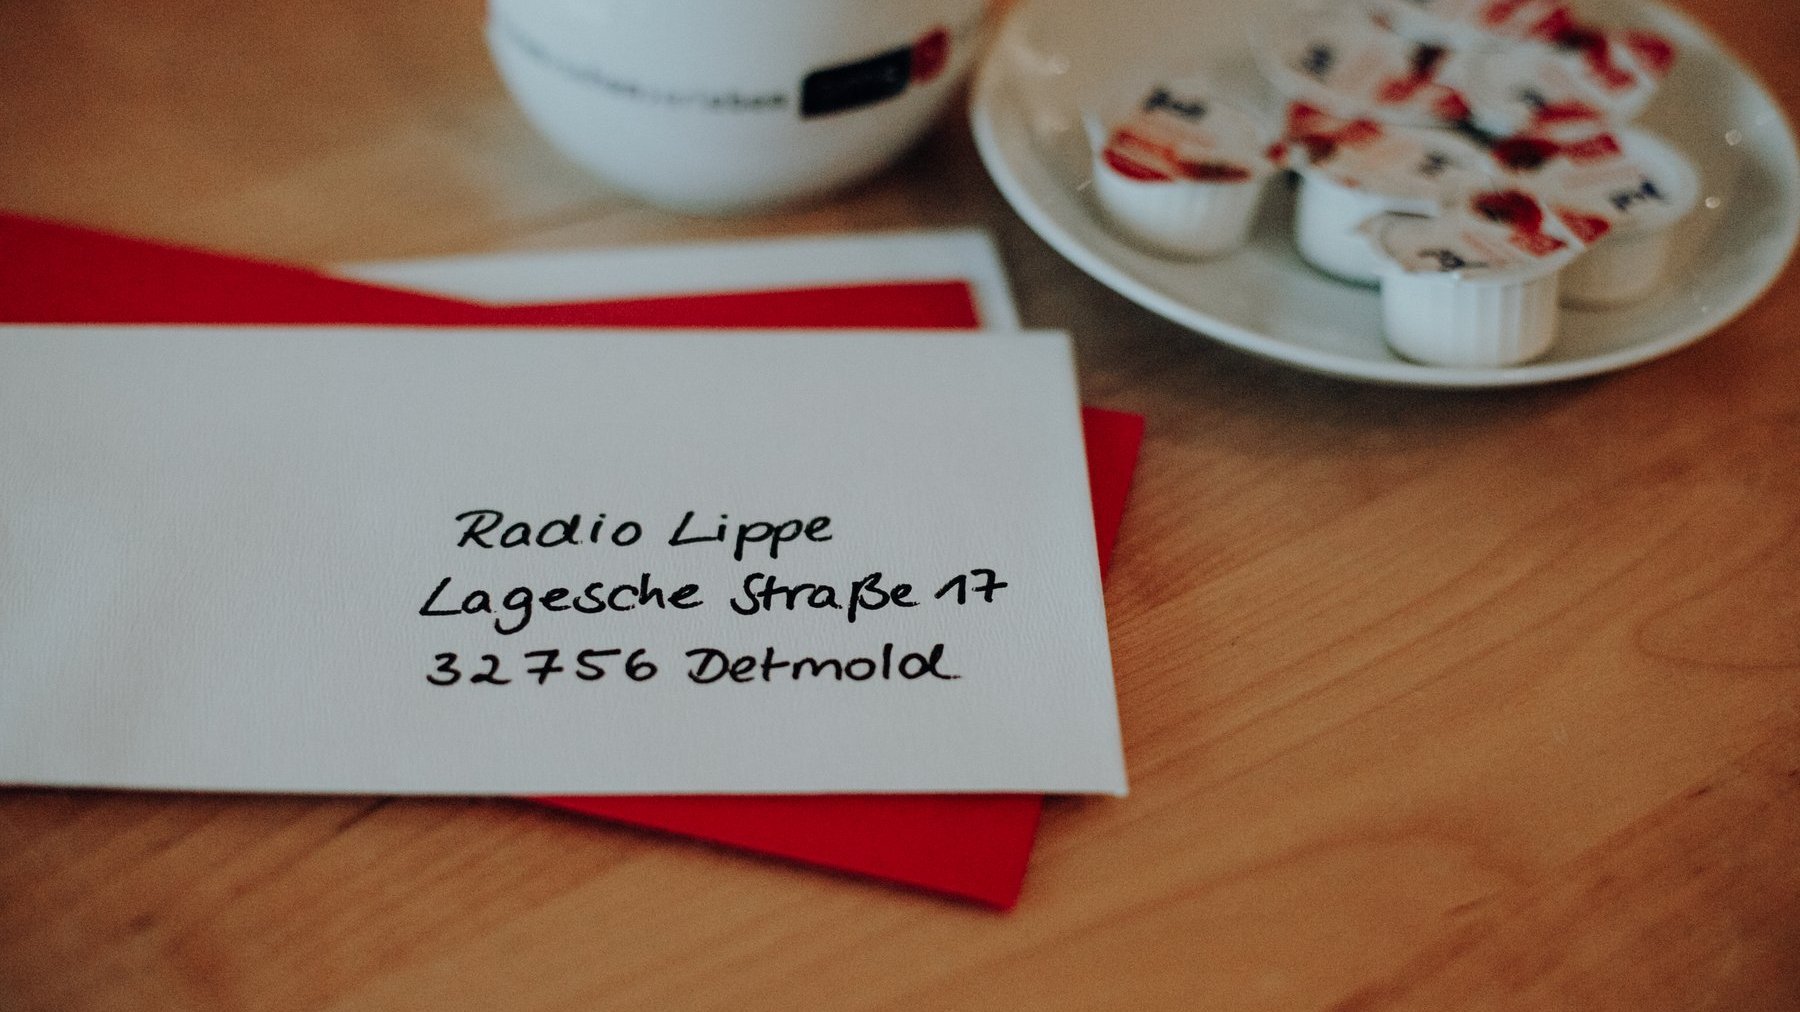 Radio Lippe
Lagesche Straße 17
32756 Detmold